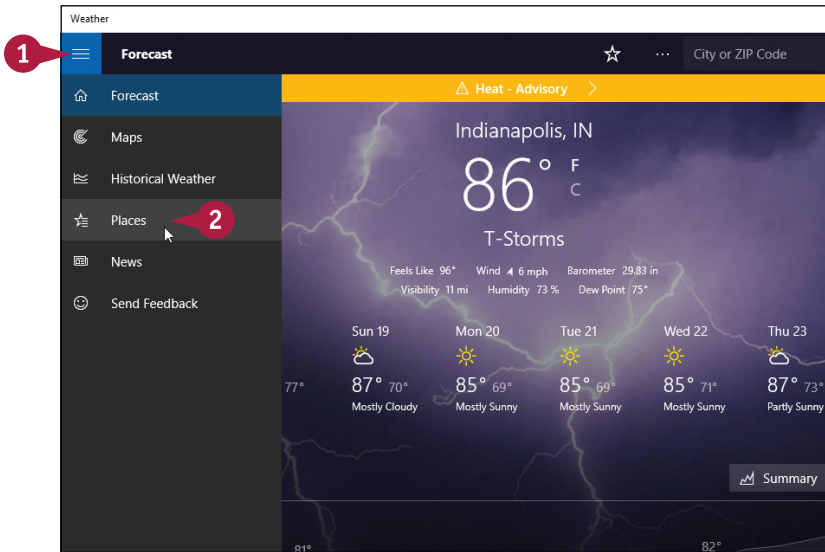 Weather
1
Forecast
... City or ZIP Code
Forecast
Maps
Historical Weather
Places
2
News
Send Feedback
Heat - Advisory
Indianapolis, IN
86° F
C
T-Storms
Feels Like 96° Wind 6 mph Barometer 29.83 in
Visibility 11 mi Humidity 73 % Dew Point 75°
Sun 19 Mon 20 Tue 21 Wed 22 Thu 23
77° 87° 70° 85° 69° 85° 69° 85° 71° 87° 73°
Mostly Cloudy Mostly Sunny Mostly Sunny Mostly Sunny Partly Sunny
Summary
81° 82°